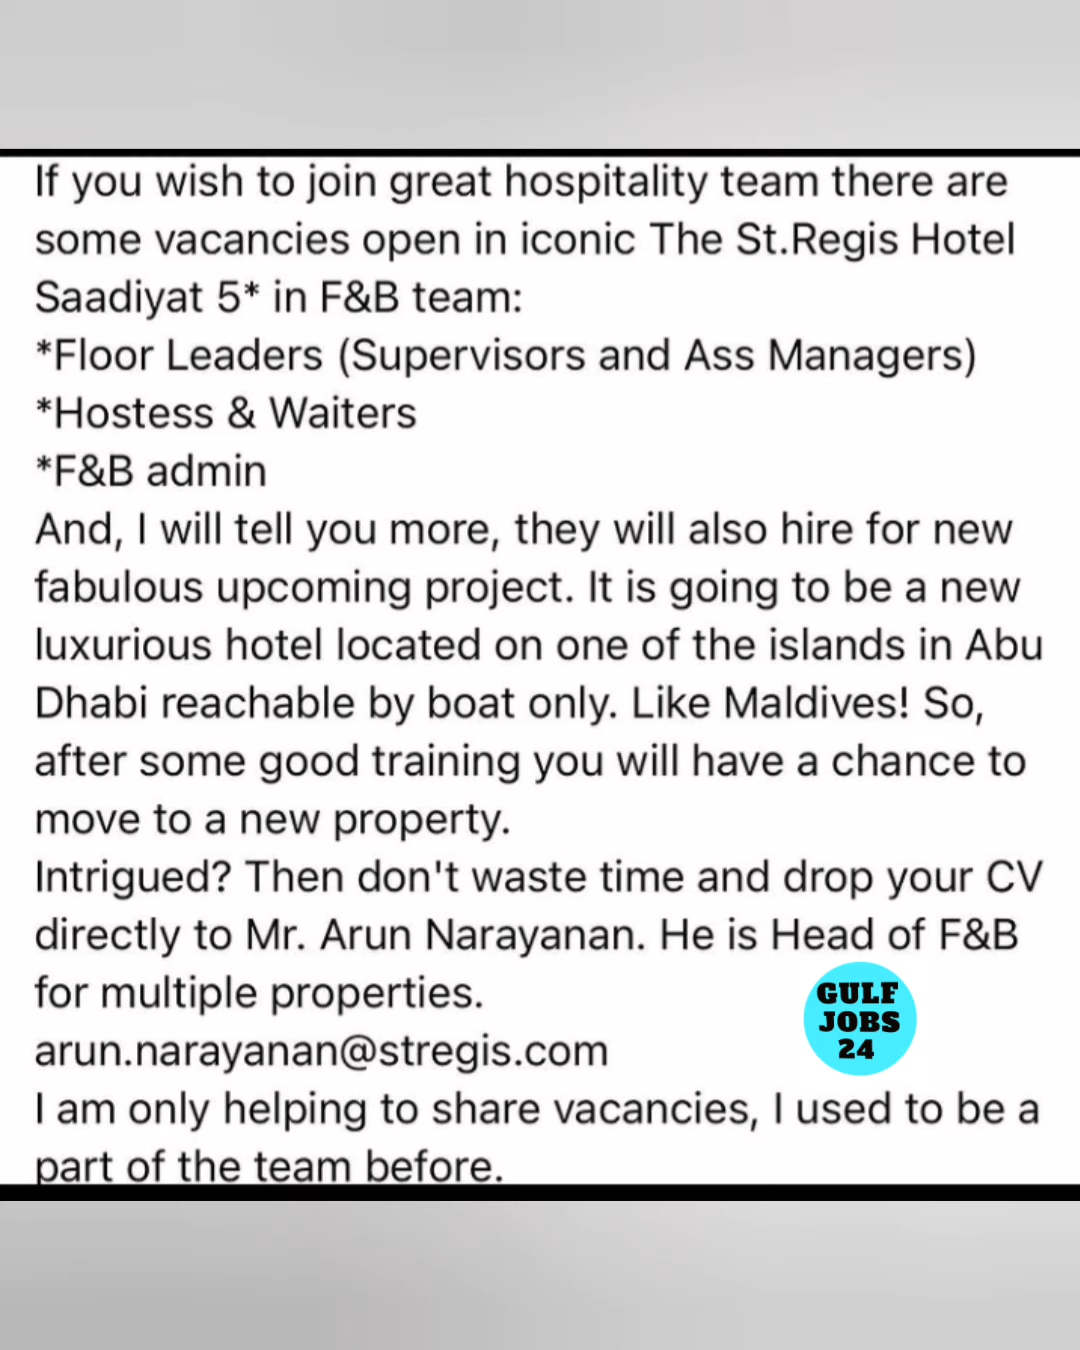 If you wish to join great hospitality team there are
some vacancies open in iconic The St.Regis Hotel
Saadiyat 5* in F&B team:
*Floor Leaders (Supervisors and Ass Managers)
*Hostess & Waiters
*F&B admin
And, I will tell you more, they will also hire for new
fabulous upcoming project. It is going to be a new
luxurious hotel located on one of the islands in Abu
Dhabi reachable by boat only. Like Maldives! So,
after some good training you will have a chance to
move to a new property.
Intrigued? Then don't waste time and drop your CV
directly to Mr. Arun Narayanan. He is Head of F&B
for multiple properties.
arun.narayanan@stregis.com
I am only helping to share vacancies, I used to be a
part of the team before.
GULF
JOBS
24